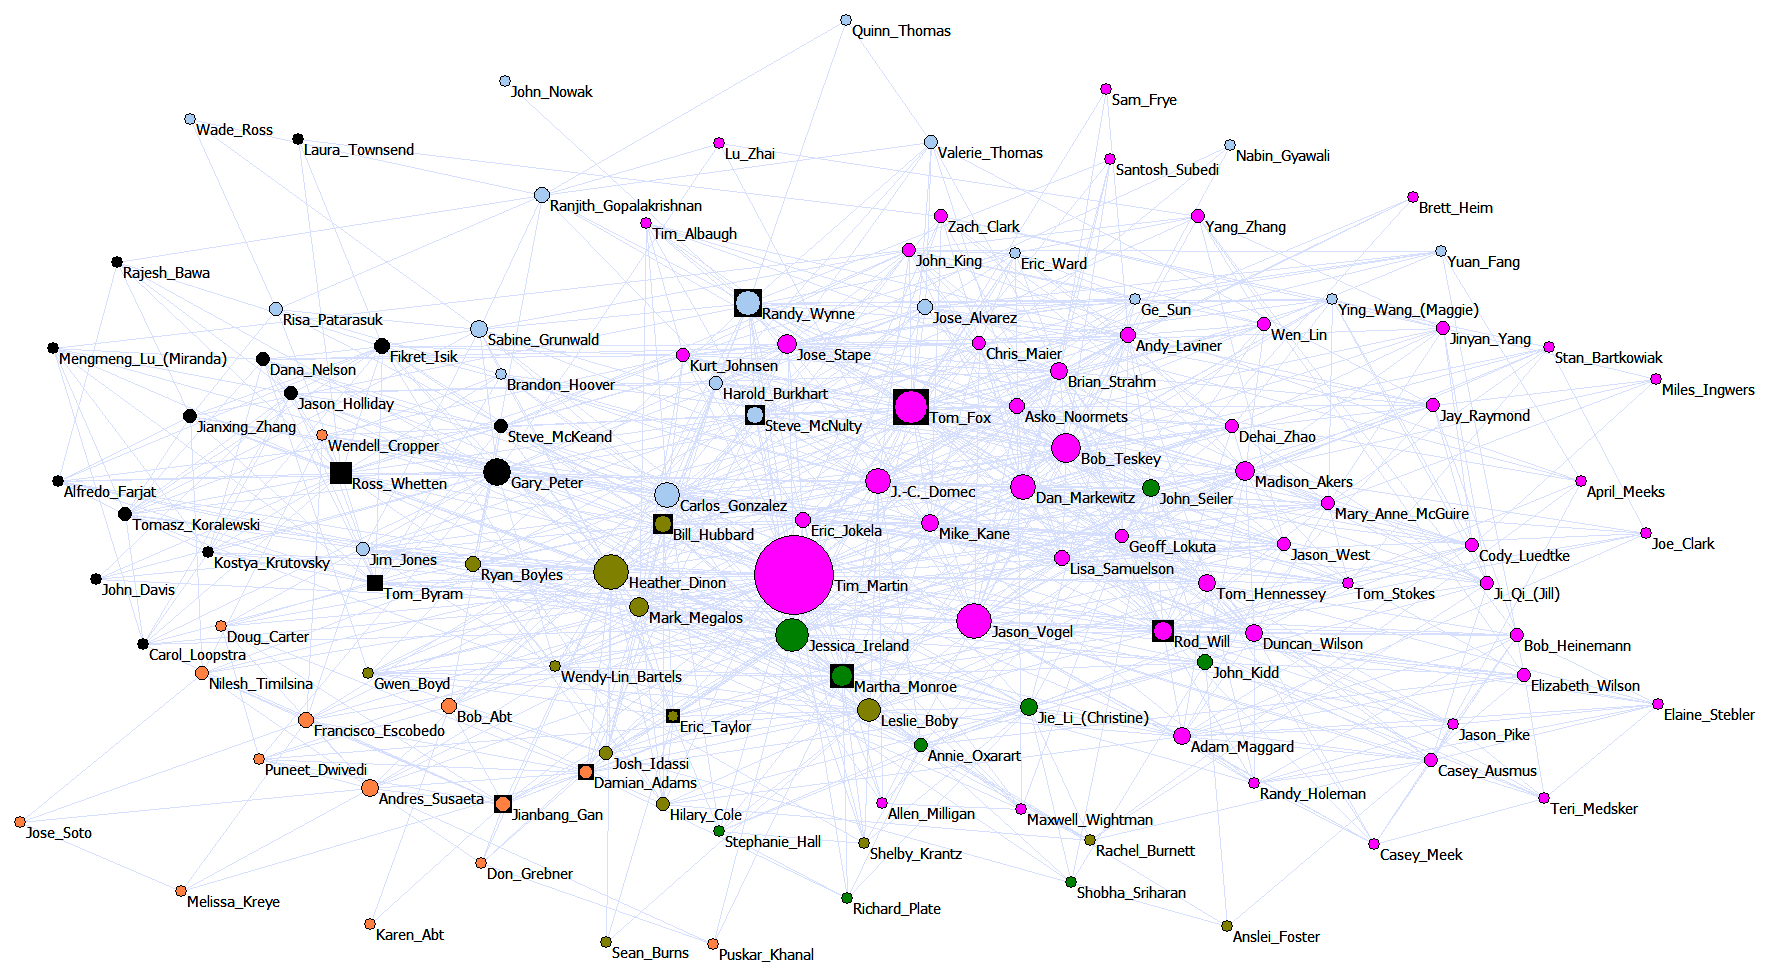 Quinn_Thomas
John_Nowak
Sam_Frye
Wade_Ross
Laura_Townsend
Lu_Zhai
Valerie_Thomas
Nabin_Gyawali
Santosh_Subedi
Ranjith_Gopalakrishnan
Brett_Heim
Tim_Albaugh
Zach_Clark
Yang_Zhang
John_King
Eric_Ward
Yuan_Fang
Rajesh_Bawa
Risa_Patarasuk
Randy_Wynne
Jose_Alvarez
Ge_Sun
Ying_Wang_(Maggie)
Sabine_Grunwald
Wen_Lin
Jinyan_Yang
Andy_Laviner
Mengmeng_Lu_(Miranda)
Fikret_Isik
Jose_Stape
Chris_Maier
Stan_Bartkowiak
Dana_Nelson
Kurt_Johnsen
Brian_Strahm
Brandon_Hoover
Miles_Ingwers
Harold_Burkhart
Jason_Holliday
Jianxing_Zhang
Steve_McNulty
Tom_Fox
Asko_Noormets
Jay_Raymond
Steve_McKeand
Dehai_Zhao
Wendell_Cropper
Bob_Teskey
Ross_Whetten
Gary_Peter
Madison_Akers
Alfredo_Farjat
J.-C._Domec
Dan_Markewitz
John_Seiler
April_Meeks
Carlos_Gonzalez
Mary_Anne_McGuire
Tomasz_Koralewski
Bill_Hubbard
Eric_Jokela
Mike_Kane
Geoff_Lokuta
Jason_West
Cody_Luedtke
Joe_Clark
Kostya_Krutovsky
Jim_Jones
Ryan_Boyles
Lisa_Samuelson
John_Davis
Tom_Byram
Heather_Dinon
Tim_Martin
Tom_Hennessey
Tom_Stokes
Ji_Qi_(Jill)
Mark_Megalos
Doug_Carter
Jessica_Ireland
Jason_Vogel
Rod_Will
Duncan_Wilson
Bob_Heinemann
Carol_Loopstra
Nilesh_Timilsina
Gwen_Boyd
Wendy-Lin_Bartels
Martha_Monroe
John_Kidd
Elizabeth_Wilson
Francisco_Escobedo
Bob_Abt
Eric_Taylor
Leslie_Boby
Jie_Li_(Christine)
Elaine_Stebler
Jason_Pike
Adam_Maggard
Annie_Oxarart
Puneet_Dwivedi
Josh_Idassi
Casey_Ausmus
Damian_Adams
Andres_Susaeta
Randy_Holeman
Jianbang_Gan
Hilary_Cole
Allen_Milligan
Maxwell_Wightman
Teri_Medsker
Jose_Soto
Stephanie_Hall
Shelby_Krantz
Rachel_Burnett
Casey_Meek
Don_Grebner
Shobha_Sriharan
Melissa_Kreye
Richard_Plate
Karen_Abt
Sean_Burns
Puskar_Khanal
Anslei_Foster